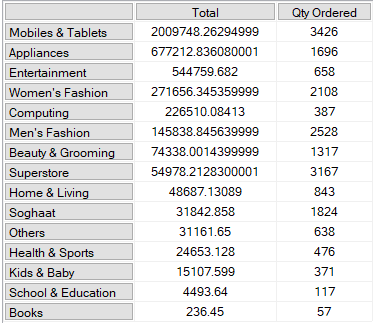 Total Qty Ordered
Mobiles & Tablets 2009748.26294999 3426
Appliances 677212.836080001 1696
Entertainment 544759.682 658
Women's Fashion 271656.345359999 2108
Computing 226510.08413 387
Men's Fashion 145838.845639999 2528
Beauty & Grooming 74338.0014399999 1317
Superstore 54978.2128300001 3167
Home & Living 48687.13089 843
Soghaat 31842.858 1824
Others 31161.65 638
Health & Sports 24653.128 476
Kids & Baby 15107.599 371
School & Education 4493.64 117
Books 236.45 57